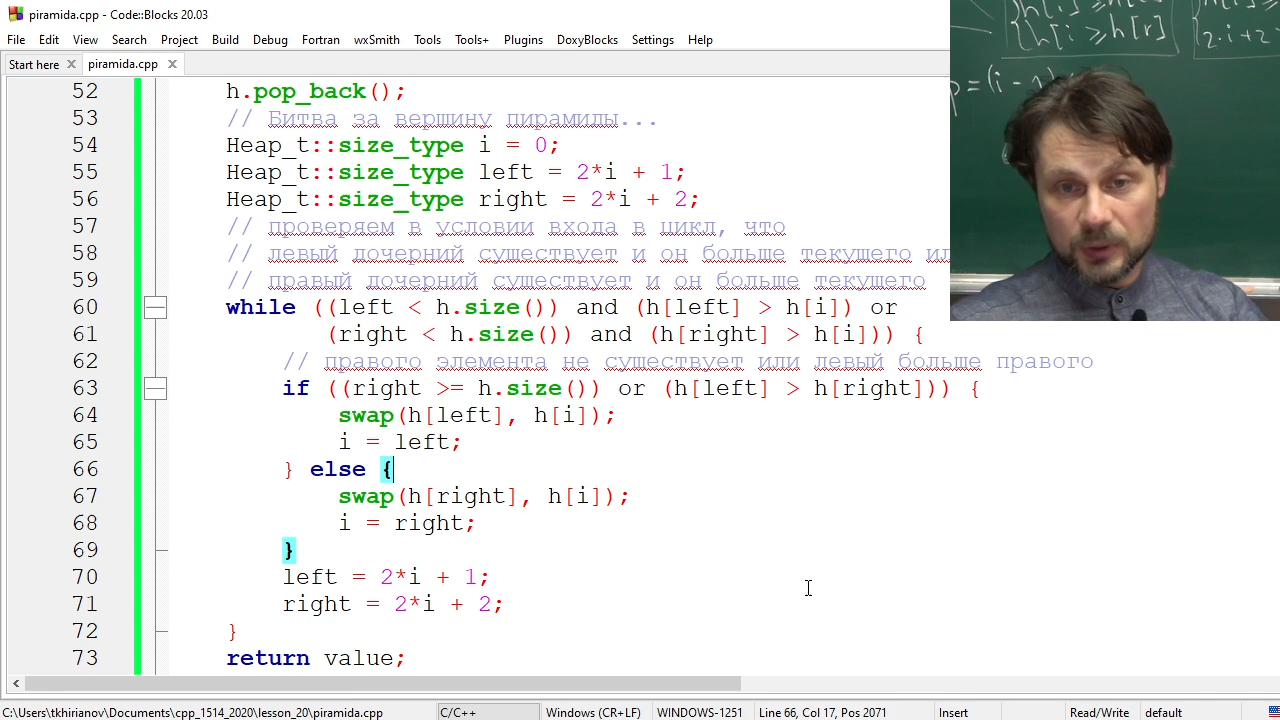 piramida.cpp - Code::Blocks 20.03
File Edit View Search Project Build Debug Fortran wxSmith Tools Tools+ Plugins DoxyBlocks Settings Help
Start here piramida.cpp
52 h.pop_back();
53 // Битва за вершину пирамиды...
54 Heap_t::size_type i = 0;
55 Heap_t::size_type left = 2*i + 1;
56 Heap_t::size_type right = 2*i + 2;
57 // проверяем в условии входа в цикл, что
58 // левый дочерний существует и он больше текущего
59 // правый дочерний существует и он больше текущего
60 while ((left < h.size()) and (h[left] > h[i]) or
61 (right < h.size()) and (h[right] > h[i])) {
62 // правого элемента не существует или левый больше правого
63 if ((right >= h.size()) or (h[left] > h[right])) {
64 swap(h[left], h[i]);
65 i = left;
66 } else {
67 swap(h[right], h[i]);
68 i = right;
69 }
70 left = 2*i + 1;
71 right = 2*i + 2;
72 }
73 return value;
C:\Users\tkhirianov\Documents\cpp_1514_2020\lesson_20\piramida.cpp C/C++ Windows (CR+LF) WINDOWS-1251 Line 66, Col 17, Pos 2071 Insert Read/Write default
h[i] ⩾ h[r]